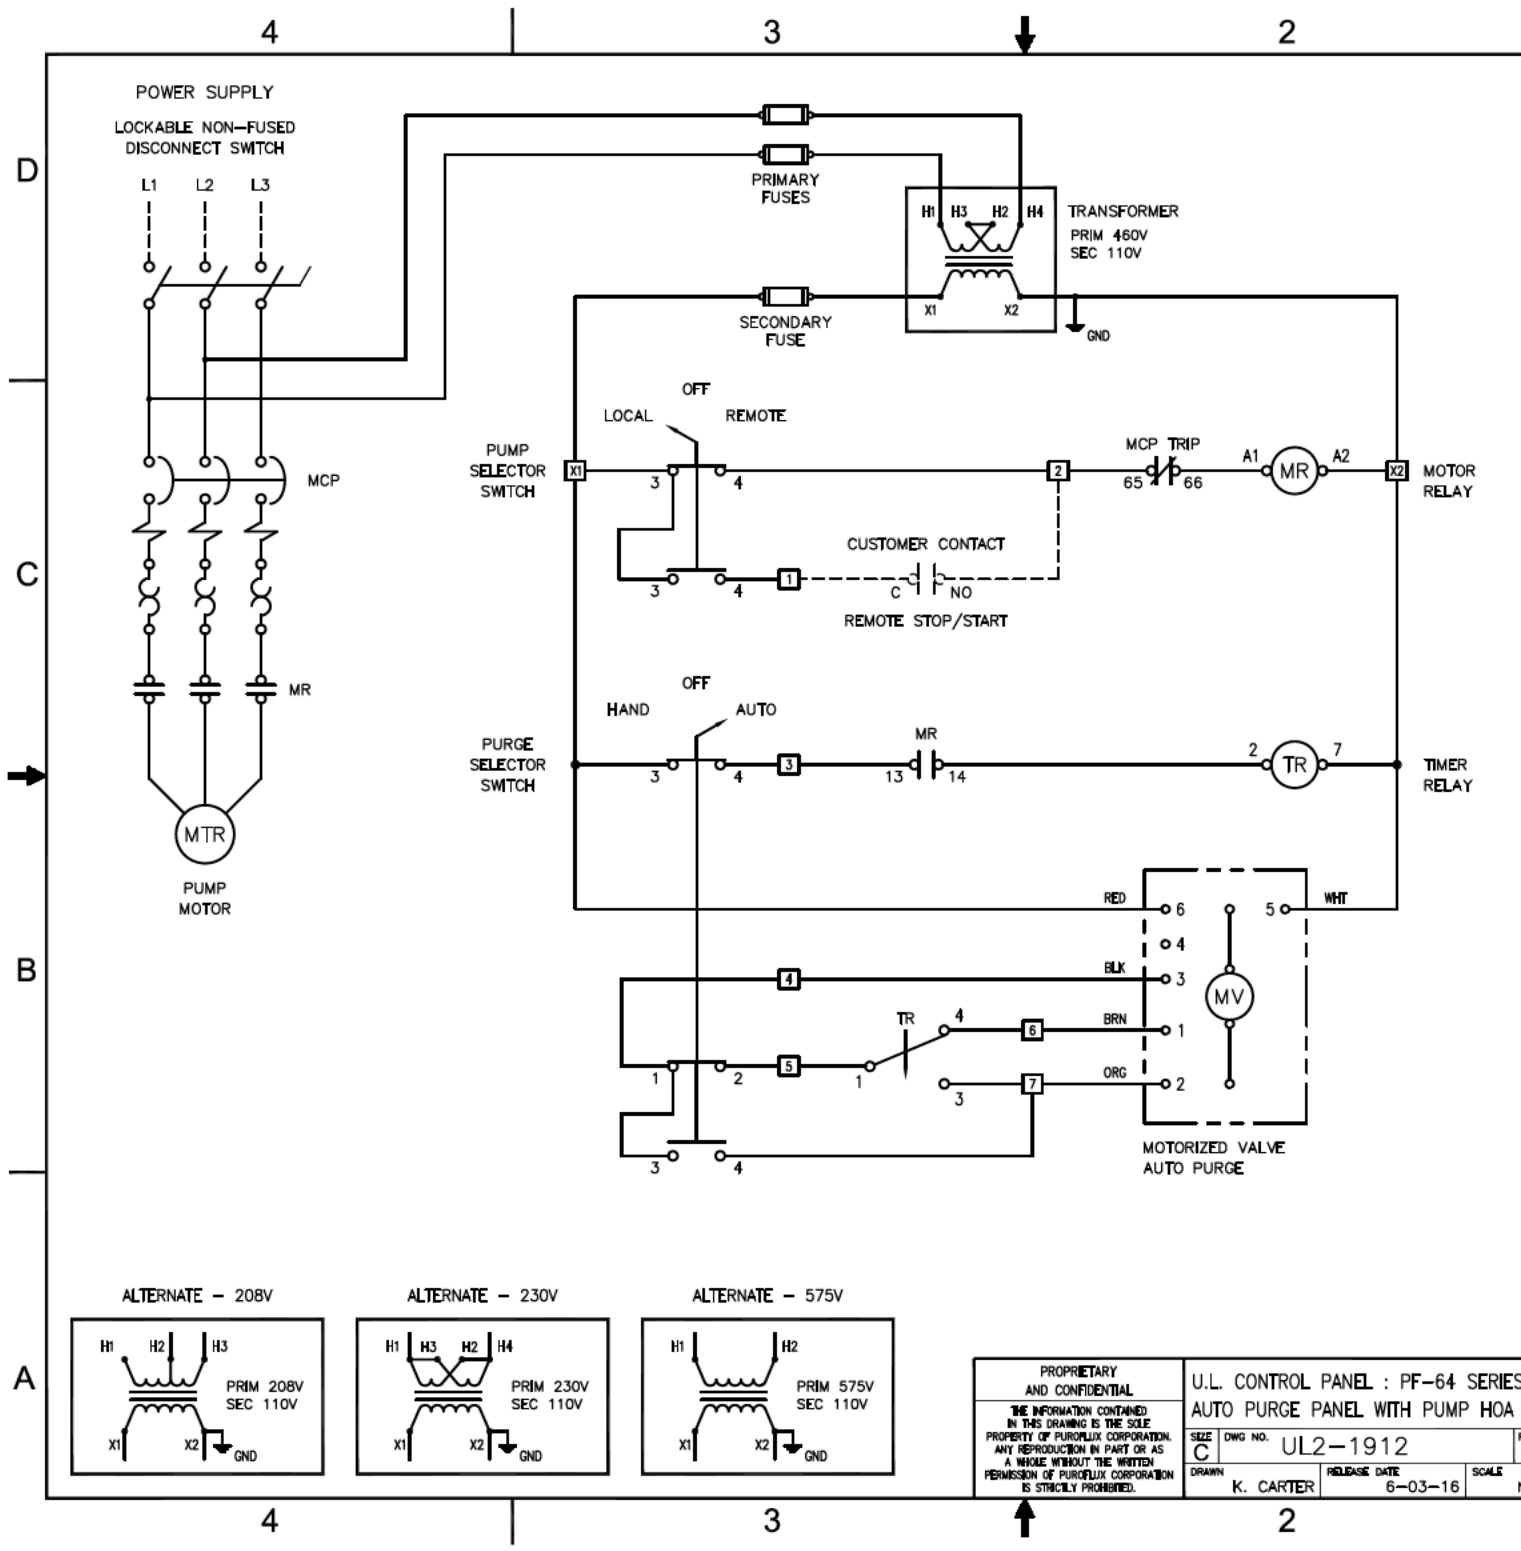 4
3
2
D
C
B
A
POWER SUPPLY
LOCKABLE NON-FUSED
DISCONNECT SWITCH
L1 L2 L3
PRIMARY
FUSES
H1 H3 H2 H4
TRANSFORMER
PRIM 460V
SEC 110V
X1 X2
GND
SECONDARY
FUSE
OFF
LOCAL REMOTE
PUMP
SELECTOR
SWITCH
X1
3 4
2
MCP TRIP
65 66
A1 MR A2
X2
MOTOR
RELAY
MCP
CUSTOMER CONTACT
3 4
1
C NO
REMOTE STOP/START
MR
OFF
HAND AUTO
PURGE
SELECTOR
SWITCH
3 4
3
MR
13 14
2 TR 7
TIMER
RELAY
MTR
PUMP
MOTOR
RED 6
5 WHT
4
4
BLK 3
MV
TR
4
6
BRN 1
1 2
5
1
3
7
ORG 2
3 4
MOTORIZED VALVE
AUTO PURGE
ALTERNATE - 208V
H1 H2 H3
PRIM 208V
SEC 110V
X1 X2
GND
ALTERNATE - 230V
H1 H3 H2 H4
PRIM 230V
SEC 110V
X1 X2
GND
ALTERNATE - 575V
H1 H2
PRIM 575V
SEC 110V
X1 X2
GND
PROPRIETARY
AND CONFIDENTIAL
THE INFORMATION CONTAINED
IN THIS DRAWING IS THE SOLE
PROPERTY OF PUROFLUX CORPORATION.
ANY REPRODUCTION IN PART OR AS
A WHOLE WITHOUT THE WRITTEN
PERMISSION OF PUROFLUX CORPORATION
IS STRICTLY PROHIBITED.
U.L. CONTROL PANEL : PF-64 SERIES
AUTO PURGE PANEL WITH PUMP HOA
SIZE
C
DWG NO.
UL2-1912
DRAWN
K. CARTER
RELEASE DATE
6-03-16
SCALE
4
3
2